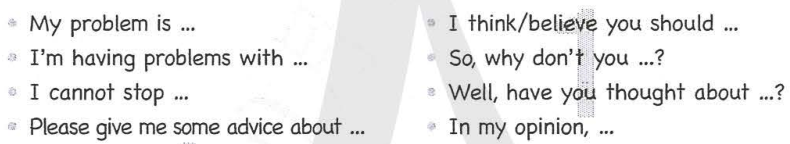 My problem is ...
I'm having problems with ...
I cannot stop ...
Please give me some advice about ...
I think/believe you should ...
So, why don't you ...?
Well, have you thought about ...?
In my opinion, ...